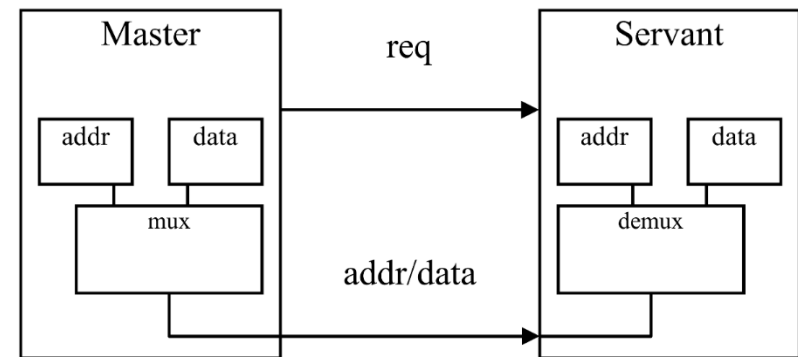 Master
req
Servant
addr
data
addr
data
mux
demux
addr/data